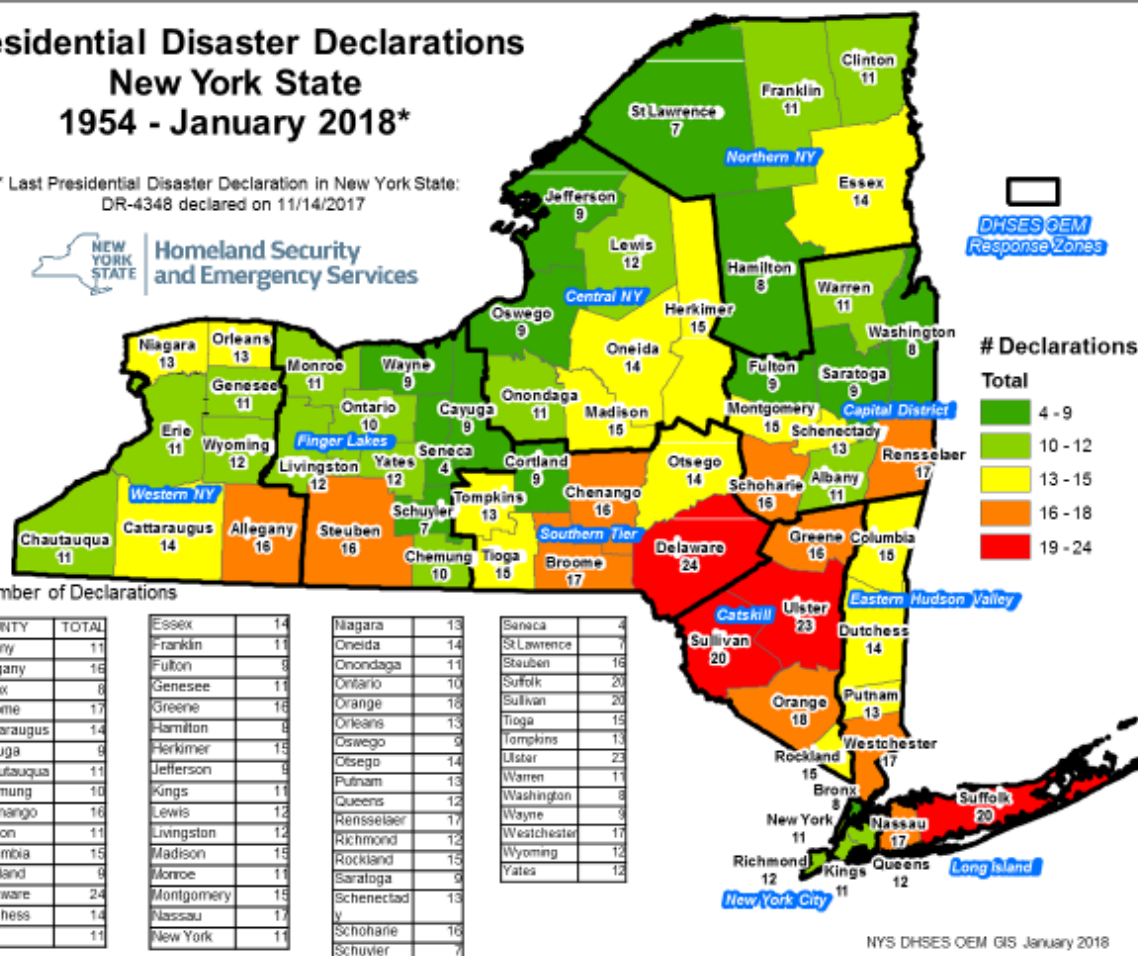 esidential Disaster Declarations
New York State
1954 - January 2018*
Last Presidential Disaster Declaration in New York State:
DR-4348 declared on 11/14/2017
NEW
YORK
STATE
Homeland Security
and Emergency Services
St Lawrence
7
Franklin
11
Clinton
11
Northern NY
Essex
14
Jefferson
9
Lewis
12
Hamilton
8
Central NY
Herkimer
15
Oswego
9
Oneida
14
Warren
11
Washington
8
DHSES OEM
Response Zones
# Declarations
Total
4 - 9
10 - 12
13 - 15
16 - 18
19 - 24
Niagara
13
Orleans
13
Monroe
11
Wayne
9
Genesee
11
Ontario
10
Cayuga
9
Onondaga
11
Madison
15
Fulton
9
Saratoga
9
Montgomery
15
Capital District
Schenectady
13
Rensselaer
17
Erie
11
Wyoming
12
Finger Lakes
Livingston
12
Yates
12
Seneca
4
Cortland
9
Chenango
16
Otsego
14
Schoharie
16
Albany
11
Western NY
Chautauqua
11
Cattaraugus
14
Allegany
16
Steuben
16
Schuyler
7
Tompkins
13
Chemung
10
Tioga
15
Southern Tier
Broome
17
Delaware
24
Greene
16
Columbia
15
Catskill
Ulster
23
Eastern Hudson Valley
Sullivan
20
Dutchess
14
Orange
18
Putnam
13
Rockland
15
Westchester
17
Bronx
8
New York
11
Nassau
17
Suffolk
20
Richmond
12
Kings
11
Queens
12
Long Island
New York City
mber of Declarations
NTY TOTAL
ny 11
gany 16
x 8
me 17
araugus 14
uga 9
utauqua 11
mung 10
nango 16
on 11
mbia 15
land 9
ware 24
hess 14
11
Essex 14
Franklin 11
Fulton 9
Genesee 11
Greene 16
Hamilton 8
Herkimer 15
Jefferson 9
Kings 11
Lewis 12
Livingston 12
Madison 15
Monroe 11
Montgomery 15
Nassau 17
New York 11
Niagara 13
Oneida 14
Onondaga 11
Ontario 10
Orange 18
Orleans 13
Oswego 9
Otsego 14
Putnam 13
Queens 12
Rensselaer 17
Richmond 12
Rockland 15
Saratoga 9
Schenectad 13
y
Schoharie 16
Schuyler 7
Seneca 4
St Lawrence 7
Steuben 16
Suffolk 20
Sullivan 20
Tioga 15
Tompkins 13
Ulster 23
Warren 11
Washington 8
Wayne 9
Westchester 17
Wyoming 12
Yates 12
NYS DHSES OEM GIS January 2018